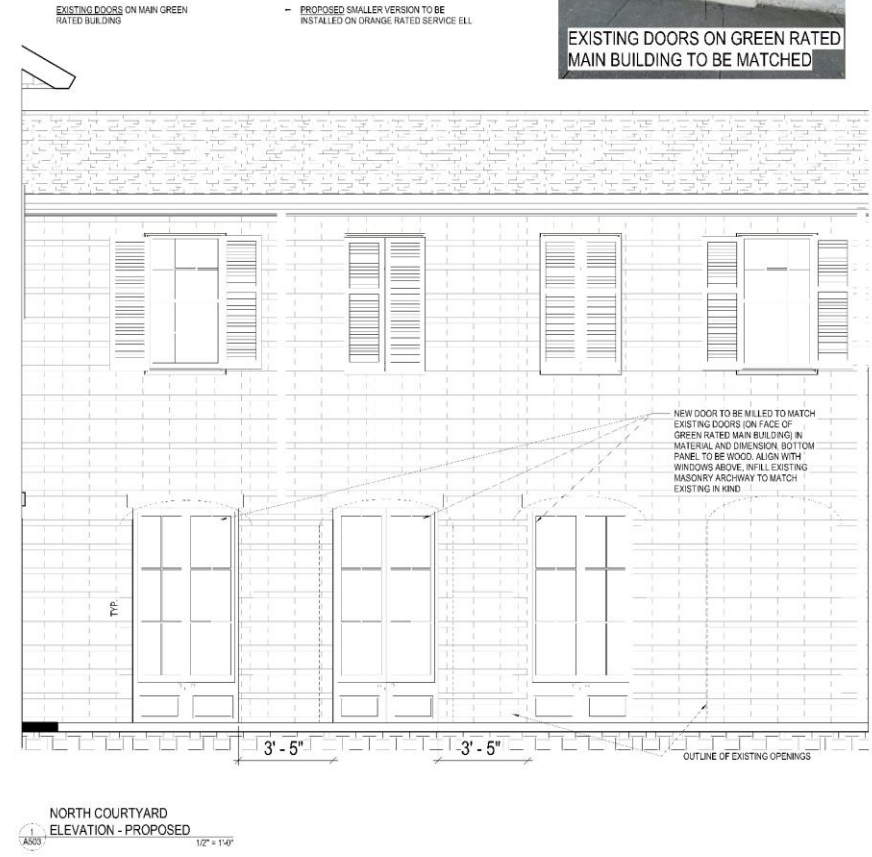 EXISTING DOORS ON MAIN GREEN
RATED BUILDING
– PROPOSED SMALLER VERSION TO BE
INSTALLED ON ORANGE RATED SERVICE ELL
EXISTING DOORS ON GREEN RATED
MAIN BUILDING TO BE MATCHED
NEW DOOR TO BE MILLED TO MATCH
EXISTING DOORS (ON FACE OF
GREEN RATED MAIN BUILDING) IN
MATERIAL AND DIMENSION, BOTTOM
PANEL TO BE WOOD. ALIGN WITH
WINDOWS ABOVE, INFILL EXISTING
MASONRY ARCHWAY TO MATCH
EXISTING IN KIND
TYP.
3' - 5"
3' - 5"
OUTLINE OF EXISTING OPENINGS
NORTH COURTYARD
1
ELEVATION - PROPOSED
A503
1/2" = 1'-0"